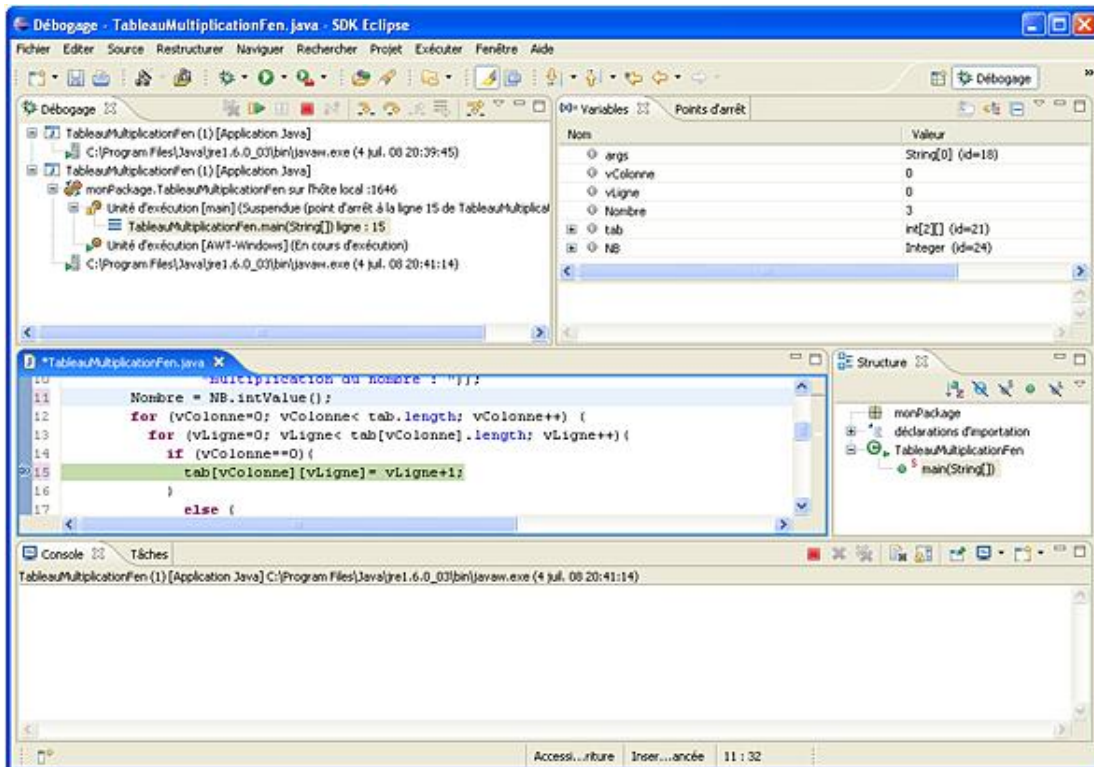 Débogage - TableauMultiplicationFen.java - SDK Eclipse
Fichier Editer Source Restructurer Naviguer Rechercher Projet Exécuter Fenêtre Aide
Débogage
Débogage
TableauMultiplicationFen (1) [Application Java]
C:\Program Files\Java\jre1.6.0_03\bin\javaw.exe (4 juil. 08 20:39:45)
TableauMultiplicationFen (1) [Application Java]
monPackage.TableauMultiplicationFen sur l'hôte local :1646
Unité d'exécution [main] (Suspendue (point d'arrêt à la ligne 15 de TableauMultiplicat
TableauMultiplicationFen.main(String[]) ligne : 15
Unité d'exécution [AWT-Windows] (En cours d'exécution)
C:\Program Files\Java\jre1.6.0_03\bin\javaw.exe (4 juil. 08 20:41:14)
Variables Points d'arrêt
Nom Valeur
args String[0] (id=18)
vColonne 0
vLigne 0
Nombre 3
tab int[2][] (id=21)
NB Integer (id=24)
*TableauMultiplicationFen.java
10 "multiplication du nombre : "));
11 Nombre = NB.intValue();
12 for (vColonne=0; vColonne< tab.length; vColonne++) {
13 for (vLigne=0; vLigne< tab[vColonne].length; vLigne++){
14 if (vColonne==0){
15 tab[vColonne][vLigne]= vLigne+1;
16 }
17 else {
Structure
monPackage
déclarations d'importation
TableauMultiplicationFen
main(String[])
Console Tâches
TableauMultiplicationFen (1) [Application Java] C:\Program Files\Java\jre1.6.0_03\bin\javaw.exe (4 juil. 08 20:41:14)
Accessi...riture Inser...ancée 11 : 32